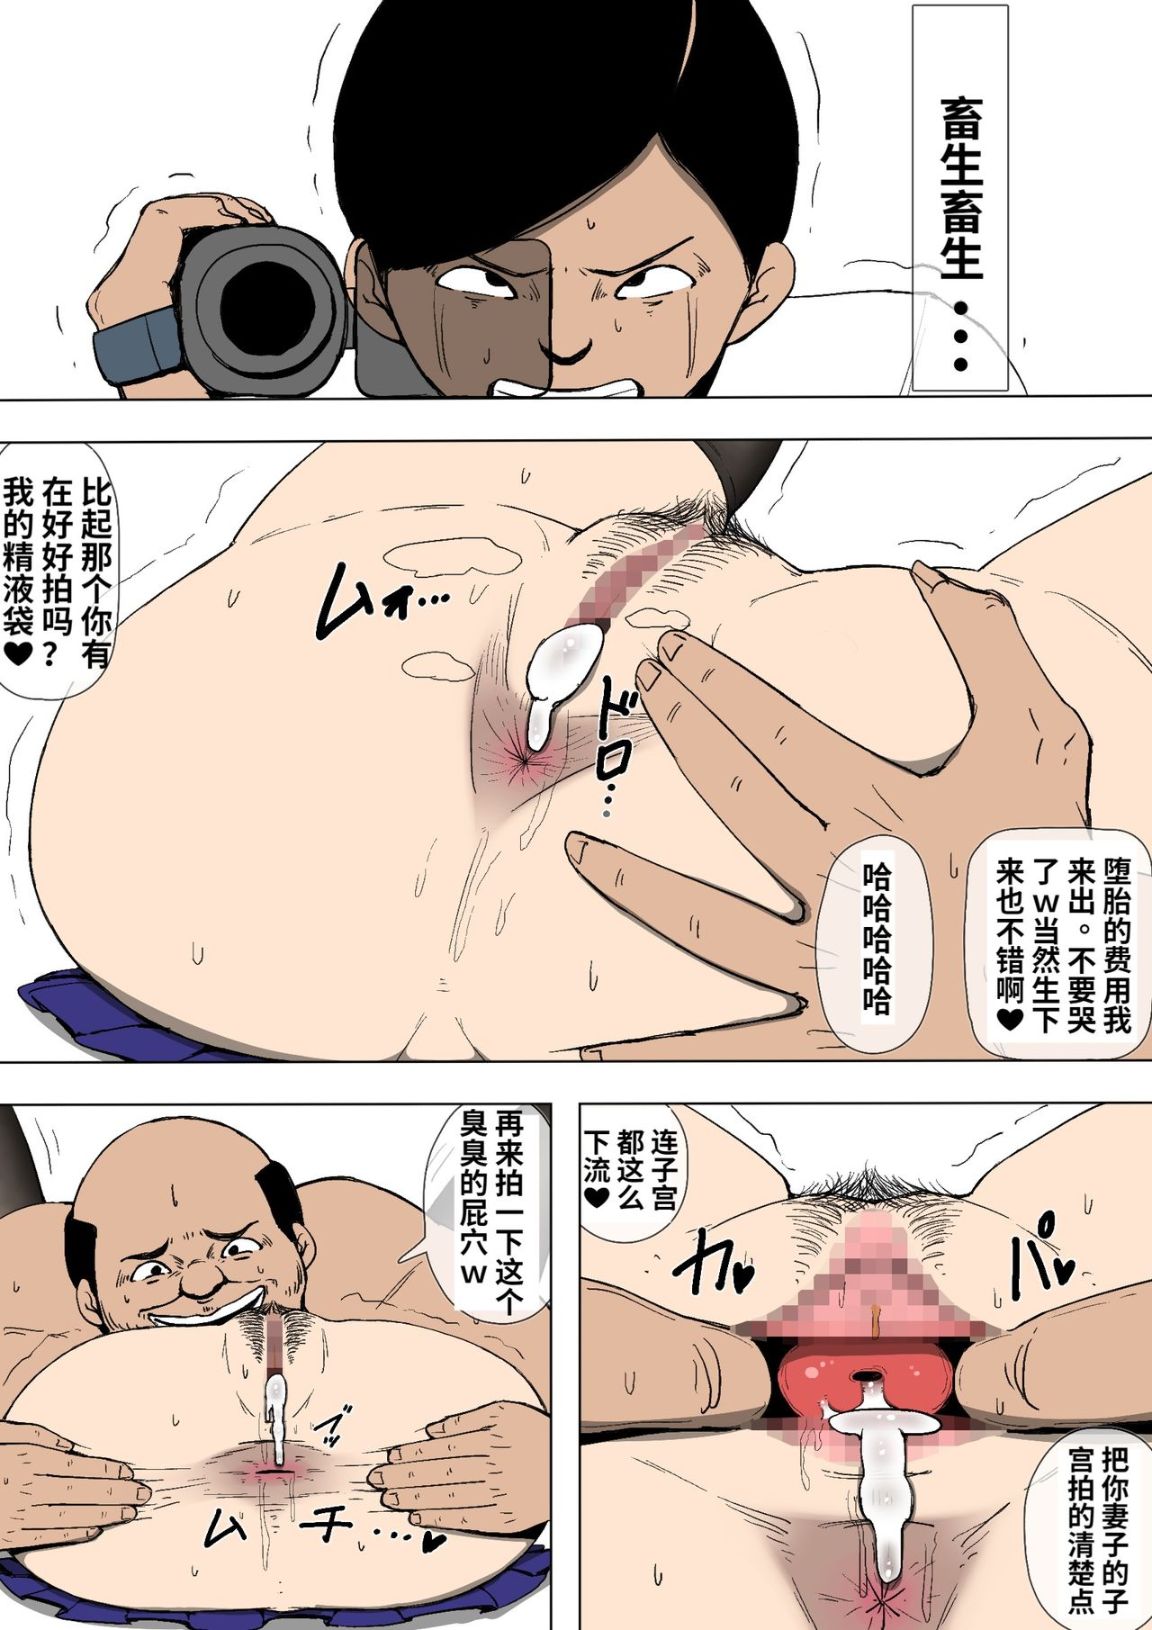 畜生畜生•••
堕胎的费用我
来出。不要哭
了w当然生下
来也不错啊♥
哈哈哈哈哈
ドロ…
ムォ…
比起那个你有
在好好拍吗？
我的精液袋♥
连子宫
都这么
下流♥
パ♥
カ♥
把你妻子的子
宫拍的清楚点
再来拍一下这个
臭臭的屁穴w
ブッ
ムチ…♥